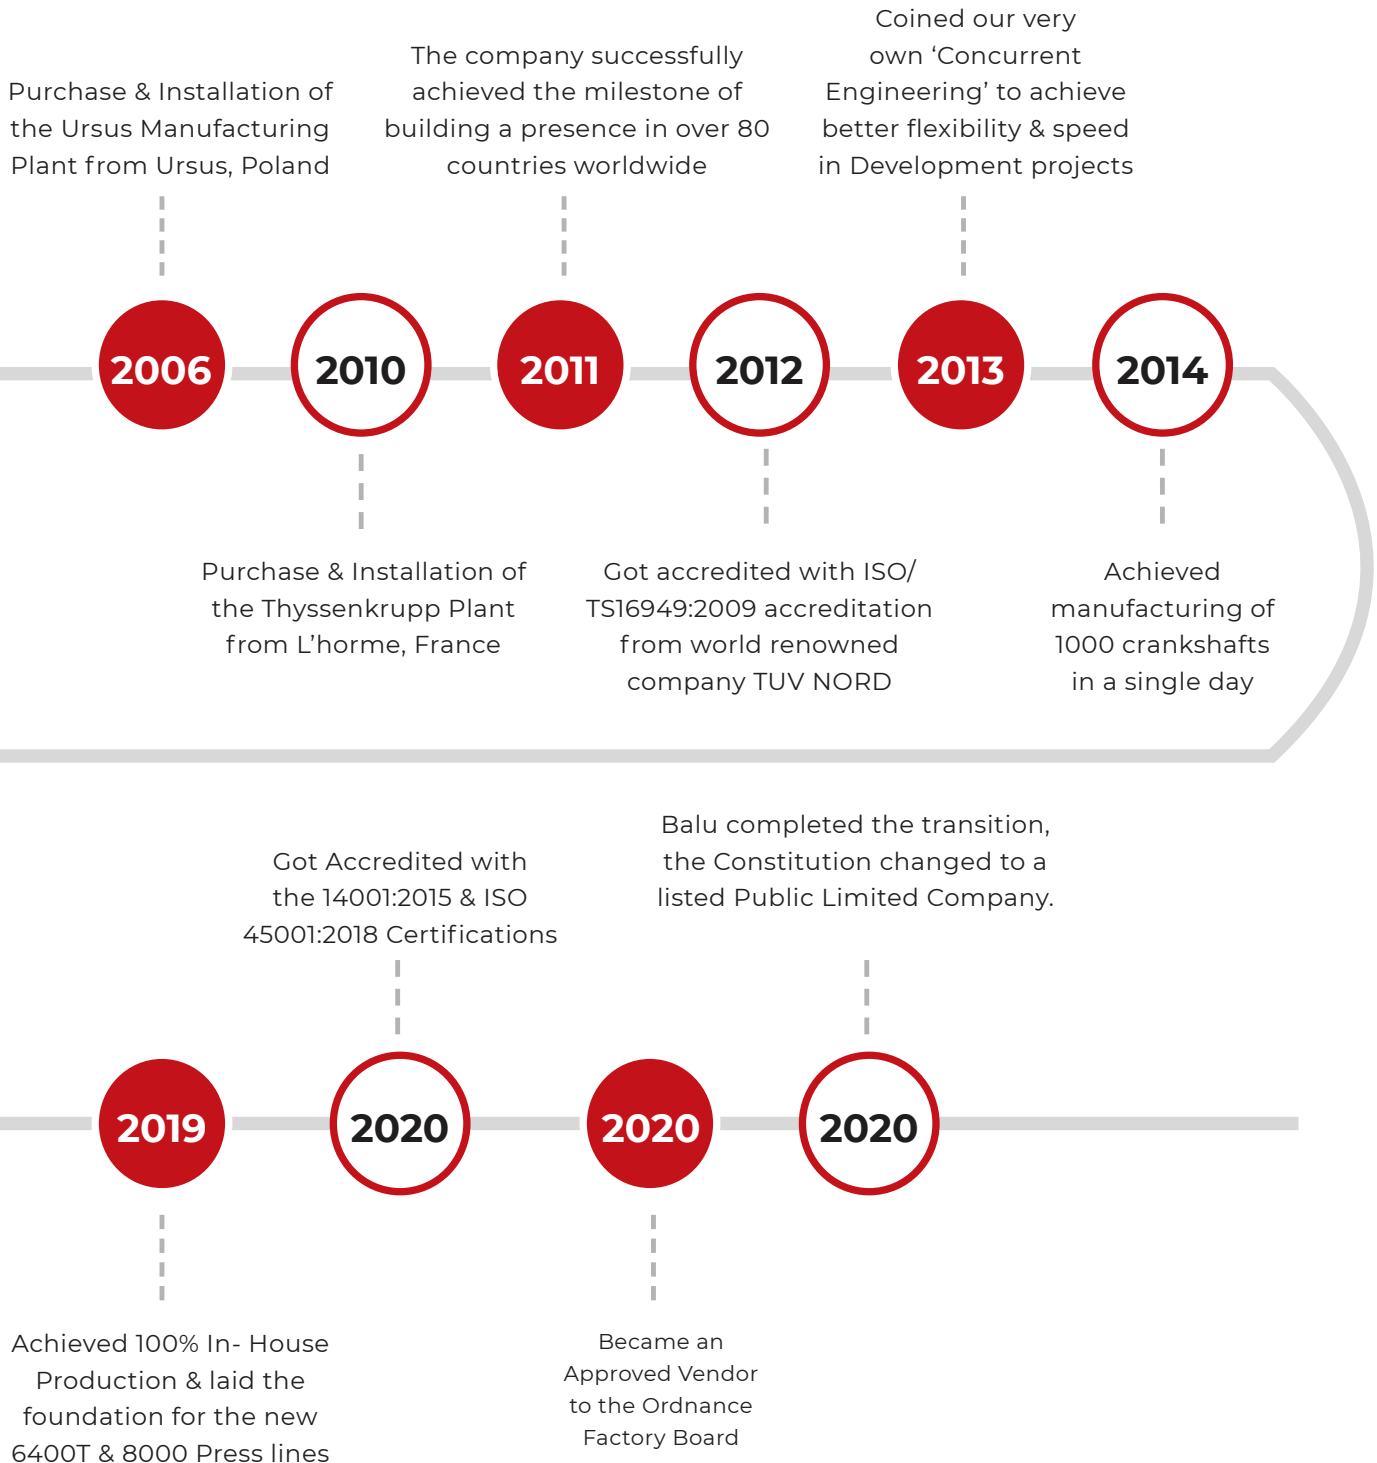 Purchase & Installation of
the Ursus Manufacturing
Plant from Ursus, Poland
The company successfully
achieved the milestone of
building a presence in over 80
countries worldwide
Coined our very
own ‘Concurrent
Engineering’ to achieve
better flexibility & speed
in Development projects
2006
2010
2011
2012
2013
2014
Purchase & Installation of
the Thyssenkrupp Plant
from L’horme, France
Got accredited with ISO/
TS16949:2009 accreditation
from world renowned
company TUV NORD
Achieved
manufacturing of
1000 crankshafts
in a single day
Got Accredited with
the 14001:2015 & ISO
45001:2018 Certifications
Balu completed the transition,
the Constitution changed to a
listed Public Limited Company.
2019
2020
2020
2020
Achieved 100% In- House
Production & laid the
foundation for the new
6400T & 8000 Press lines
Became an
Approved Vendor
to the Ordnance
Factory Board